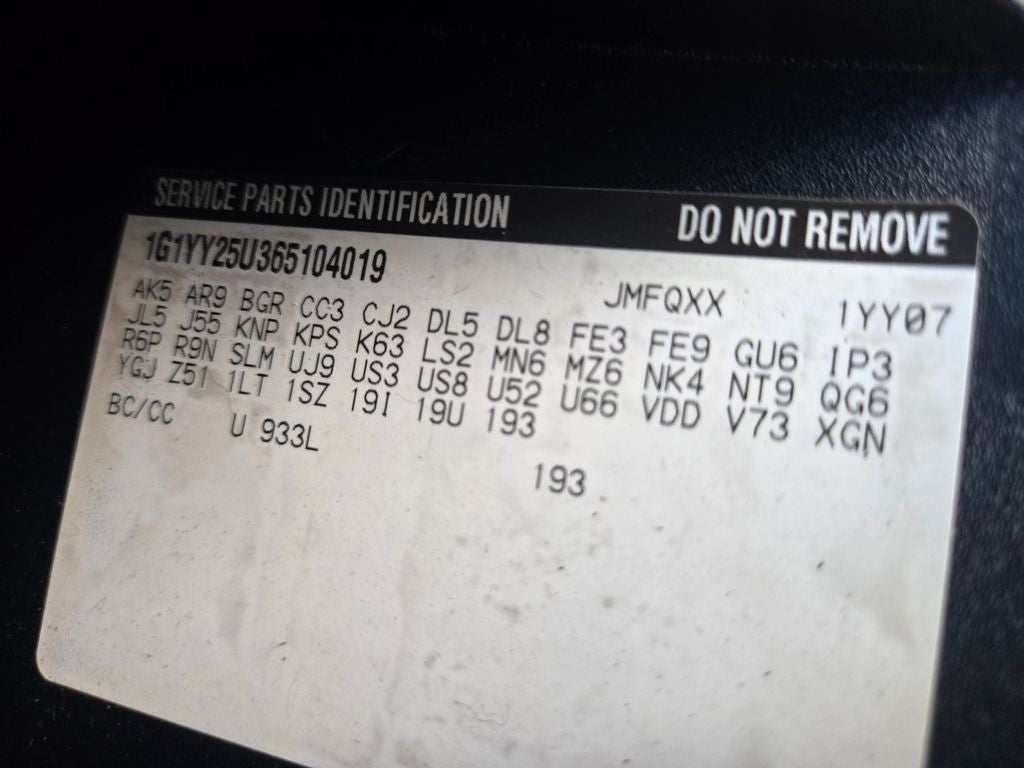 SERVICE PARTS IDENTIFICATION DO NOT REMOVE
1G1YY25U365104019 JMFQXX 1YY07
AK5 AR9 BGR CC3 CJ2 DL5 DL8 FE3 FE9 GU6 IP3
JL5 J55 KNP KPS K63 LS2 MN6 MZ6 NK4 NT9 QG6
R6P R9N SLM UJ9 US3 US8 U52 U66 VDD V73 XGN
YGJ Z51 1LT 1SZ 19I 19U 193
BC/CC U 933L 193